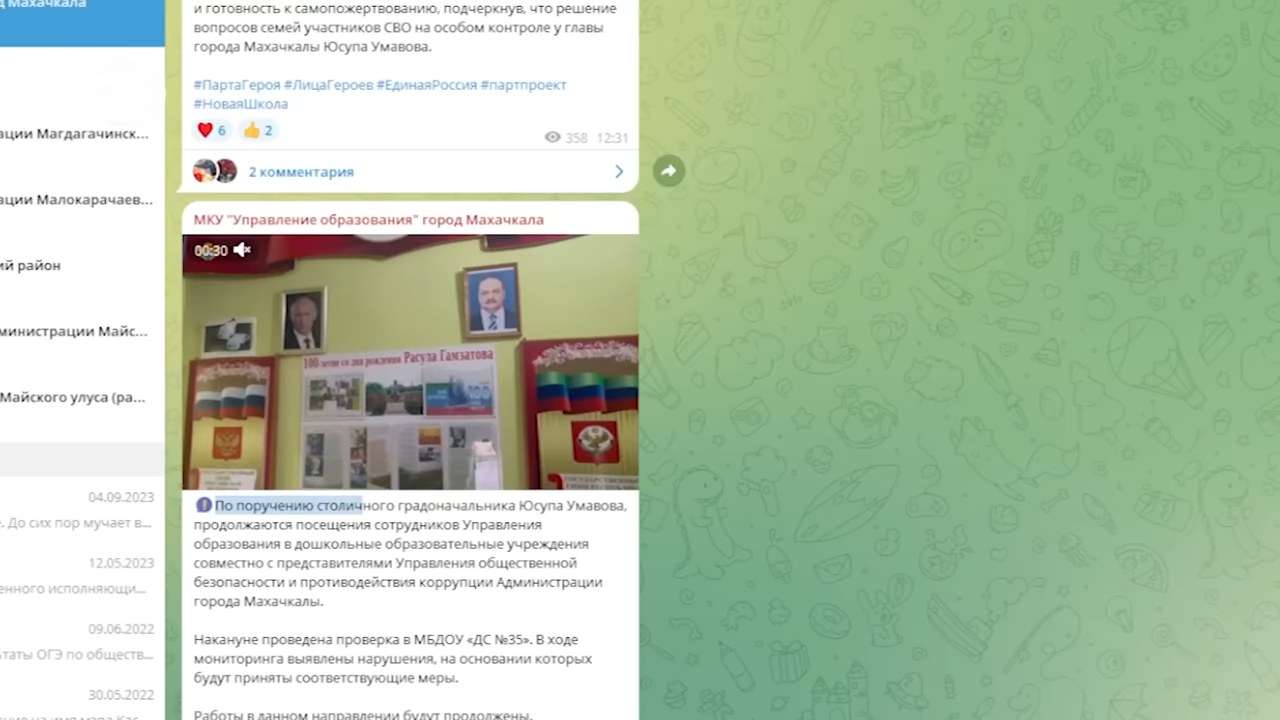 д Махачкала
ации Магдагачинск...
ации Малокарачаев...
ий район
министрации Майс...
Майского улуса (ра...
04.09.2023
. До сих пор мучает в...
12.05.2023
енного исполняющи...
09.06.2022
ьтаты ОГЭ по обществ...
30.05.2022
и готовность к самопожертвованию, подчеркнув, что решение
вопросов семей участников СВО на особом контроле у главы
города Махачкалы Юсупа Умавова.
#ПартаГероя #ЛицаГероев #ЕдинаяРоссия #партпроект
#НоваяШкола
6 2
358 12:31
2 комментария
МКУ "Управление образования" город Махачкала
00:30
100-летие со дня рождения Расула Гамзатова
100
По поручению столичного градоначальника Юсупа Умавова,
продолжаются посещения сотрудников Управления
образования в дошкольные образовательные учреждения
совместно с представителями Управления общественной
безопасности и противодействия коррупции Администрации
города Махачкалы.
Накануне проведена проверка в МБДОУ «ДС №35». В ходе
мониторинга выявлены нарушения, на основании которых
будут приняты соответствующие меры.
Работы в данном направлении будут продолжены.